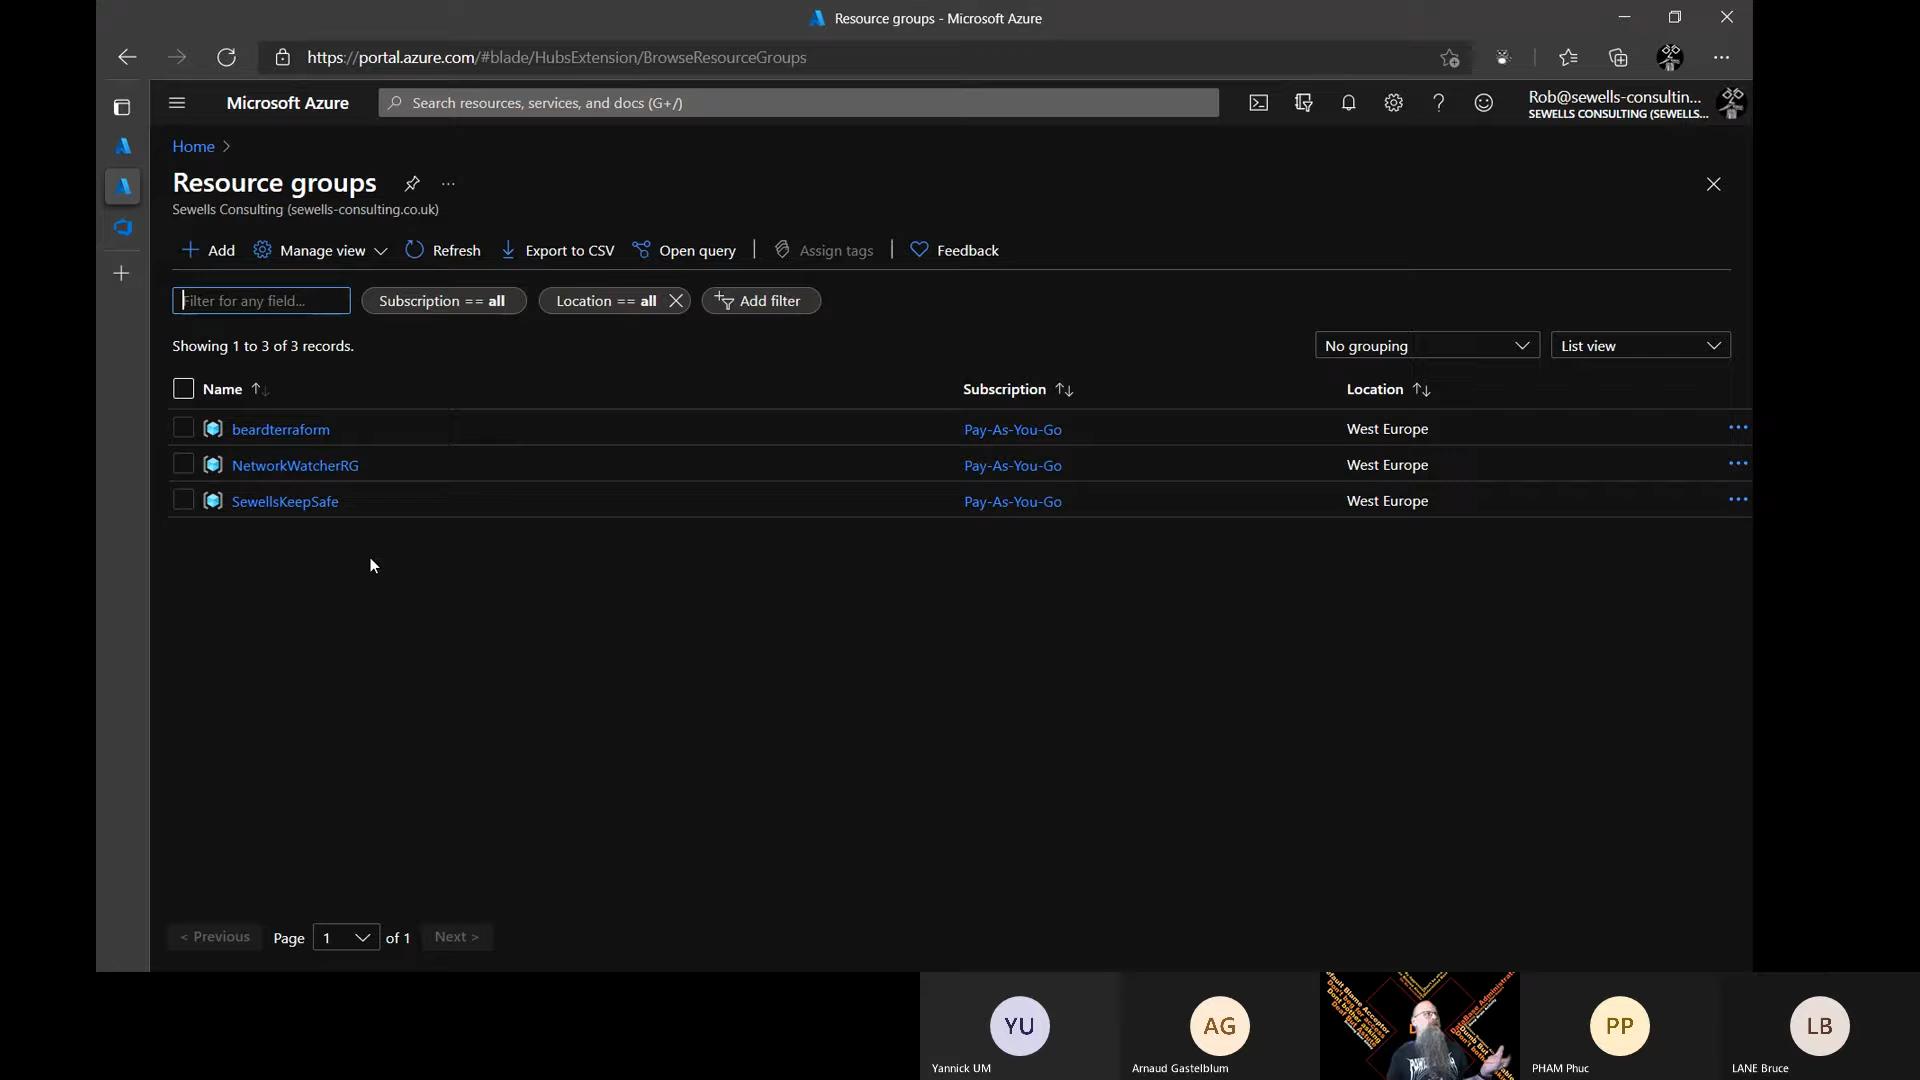 Resource groups - Microsoft Azure
https://portal.azure.com/#blade/HubsExtension/BrowseResourceGroups
Microsoft Azure
Search resources, services, and docs (G+/)
Rob@sewells-consultin...
SEWELLS CONSULTING (SEWELLS...
Home
Resource groups
Sewells Consulting (sewells-consulting.co.uk)
Add
Manage view
Refresh
Export to CSV
Open query
Assign tags
Feedback
Filter for any field...
Subscription == all
Location == all
Add filter
Showing 1 to 3 of 3 records.
No grouping
List view
Name
Subscription
Location
beardterraform
Pay-As-You-Go
West Europe
NetworkWatcherRG
Pay-As-You-Go
West Europe
SewellsKeepSafe
Pay-As-You-Go
West Europe
< Previous
Page
1
of 1
Next >
YU
Yannick UM
AG
Arnaud Gastelblum
PP
PHAM Phuc
LB
LANE Bruce